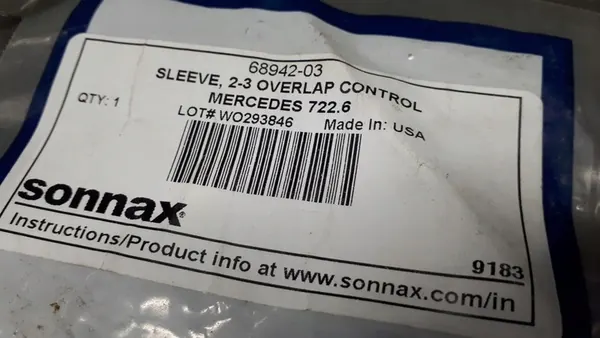 68942-03
SLEEVE, 2-3 OVERLAP CONTROL
MERCEDES 722.6
QTY: 1
LOT# WO293846 Made In: USA
sonnax®
9183
Instructions/Product info at www.sonnax.com/in